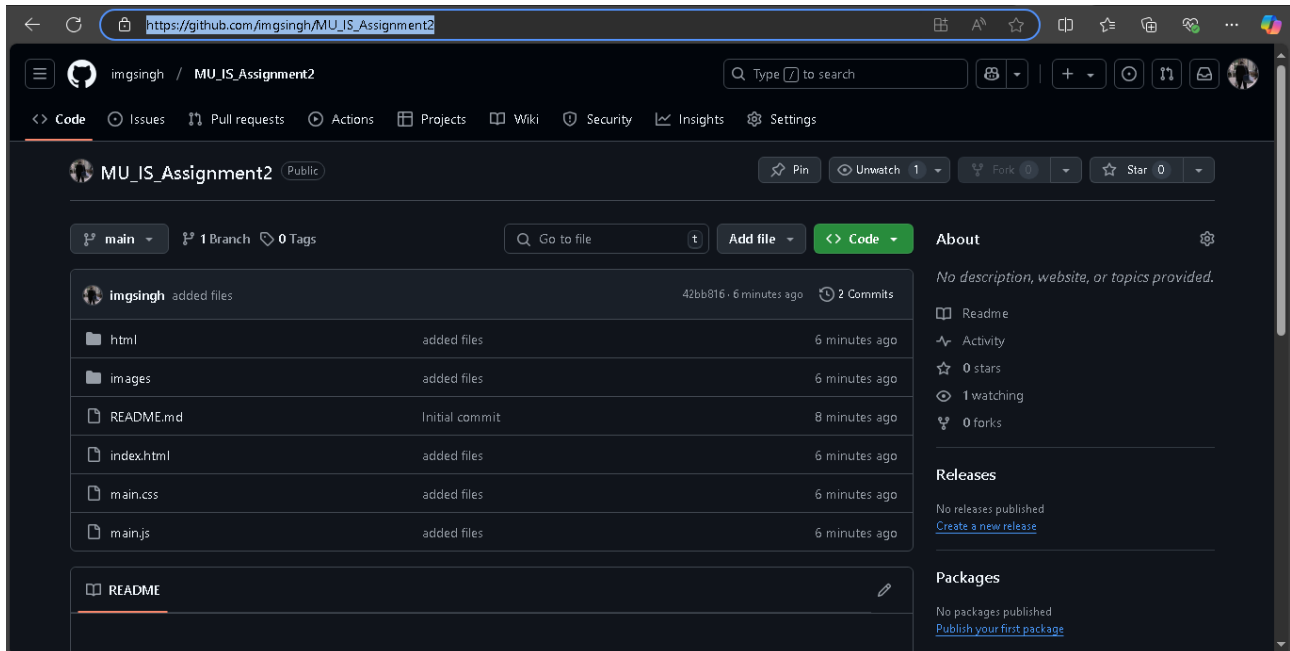 https://github.com/imgsingh/MU_IS_Assignment2
imgsingh / MU_IS_Assignment2
Type / to search
<> Code Issues Pull requests Actions Projects Wiki Security Insights Settings
MU_IS_Assignment2 Public
Pin Unwatch 1 Fork 0 Star 0
main 1 Branch 0 Tags
Go to file t Add file <> Code
imgsingh added files 42bb816 · 6 minutes ago 2 Commits
html added files 6 minutes ago
images added files 6 minutes ago
README.md Initial commit 8 minutes ago
index.html added files 6 minutes ago
main.css added files 6 minutes ago
main.js added files 6 minutes ago
README
About
No description, website, or topics provided.
Readme
Activity
0 stars
1 watching
0 forks
Releases
No releases published
Create a new release
Packages
No packages published
Publish your first package